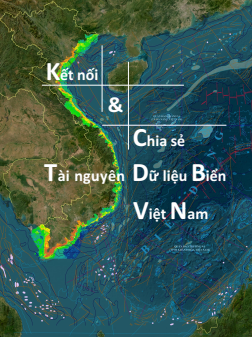 Kết nối
&
Chia sẻ
Tài nguyên Dữ liệu Biển
Việt Nam